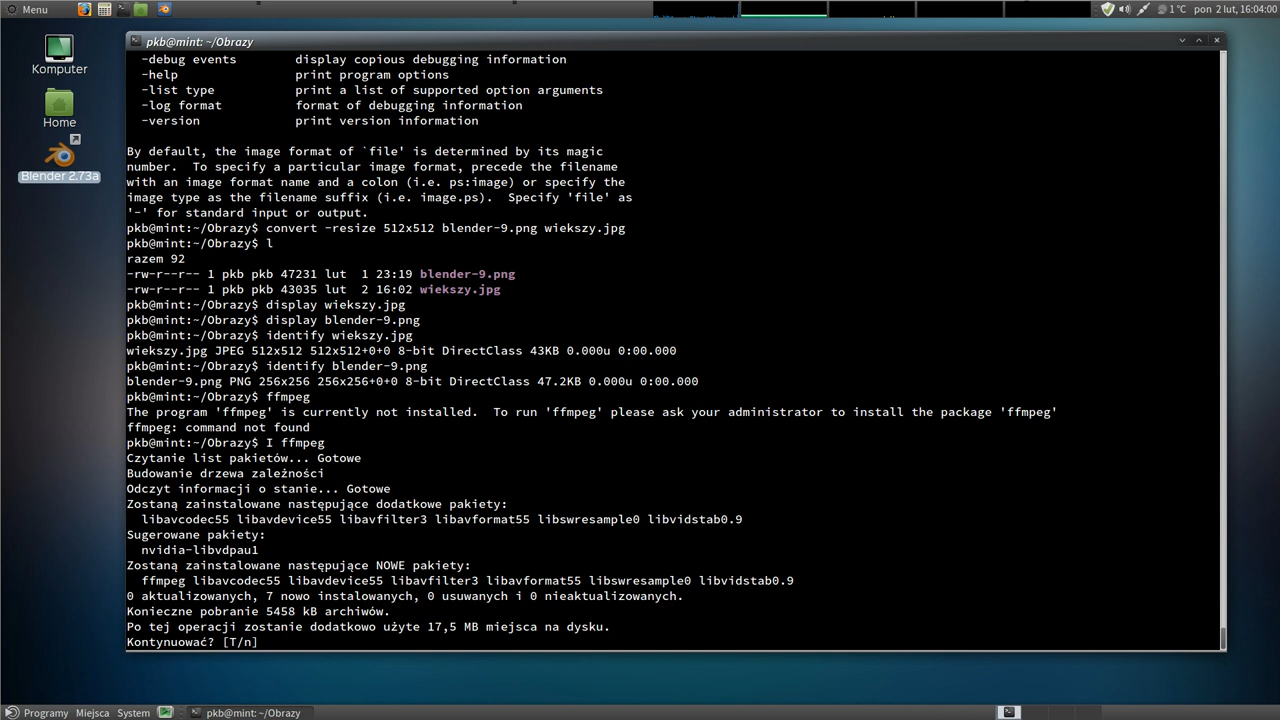 Menu
1 °C pon 2 lut, 16:04:00
Komputer
Home
Blender 2.73a
pkb@mint: ~/Obrazy
-debug events display copious debugging information
-help print program options
-list type print a list of supported option arguments
-log format format of debugging information
-version print version information
By default, the image format of `file' is determined by its magic
number. To specify a particular image format, precede the filename
with an image format name and a colon (i.e. ps:image) or specify the
image type as the filename suffix (i.e. image.ps). Specify 'file' as
'-' for standard input or output.
pkb@mint:~/Obrazy$ convert -resize 512x512 blender-9.png wiekszy.jpg
pkb@mint:~/Obrazy$ l
razem 92
-rw-r--r-- 1 pkb pkb 47231 lut 1 23:19 blender-9.png
-rw-r--r-- 1 pkb pkb 43035 lut 2 16:02 wiekszy.jpg
pkb@mint:~/Obrazy$ display wiekszy.jpg
pkb@mint:~/Obrazy$ display blender-9.png
pkb@mint:~/Obrazy$ identify wiekszy.jpg
wiekszy.jpg JPEG 512x512 512x512+0+0 8-bit DirectClass 43KB 0.000u 0:00.000
pkb@mint:~/Obrazy$ identify blender-9.png
blender-9.png PNG 256x256 256x256+0+0 8-bit DirectClass 47.2KB 0.000u 0:00.000
pkb@mint:~/Obrazy$ ffmpeg
The program 'ffmpeg' is currently not installed. To run 'ffmpeg' please ask your administrator to install the package 'ffmpeg'
ffmpeg: command not found
pkb@mint:~/Obrazy$ I ffmpeg
Czytanie list pakietów... Gotowe
Budowanie drzewa zależności
Odczyt informacji o stanie... Gotowe
Zostaną zainstalowane następujące dodatkowe pakiety:
libavcodec55 libavdevice55 libavfilter3 libavformat55 libswresample0 libvidstab0.9
Sugerowane pakiety:
nvidia-libvdpau1
Zostaną zainstalowane następujące NOWE pakiety:
ffmpeg libavcodec55 libavdevice55 libavfilter3 libavformat55 libswresample0 libvidstab0.9
0 aktualizowanych, 7 nowo instalowanych, 0 usuwanych i 0 nieaktualizowanych.
Konieczne pobranie 5458 kB archiwów.
Po tej operacji zostanie dodatkowo użyte 17,5 MB miejsca na dysku.
Kontynuować? [T/n]
Programy Miejsca System pkb@mint: ~/Obrazy